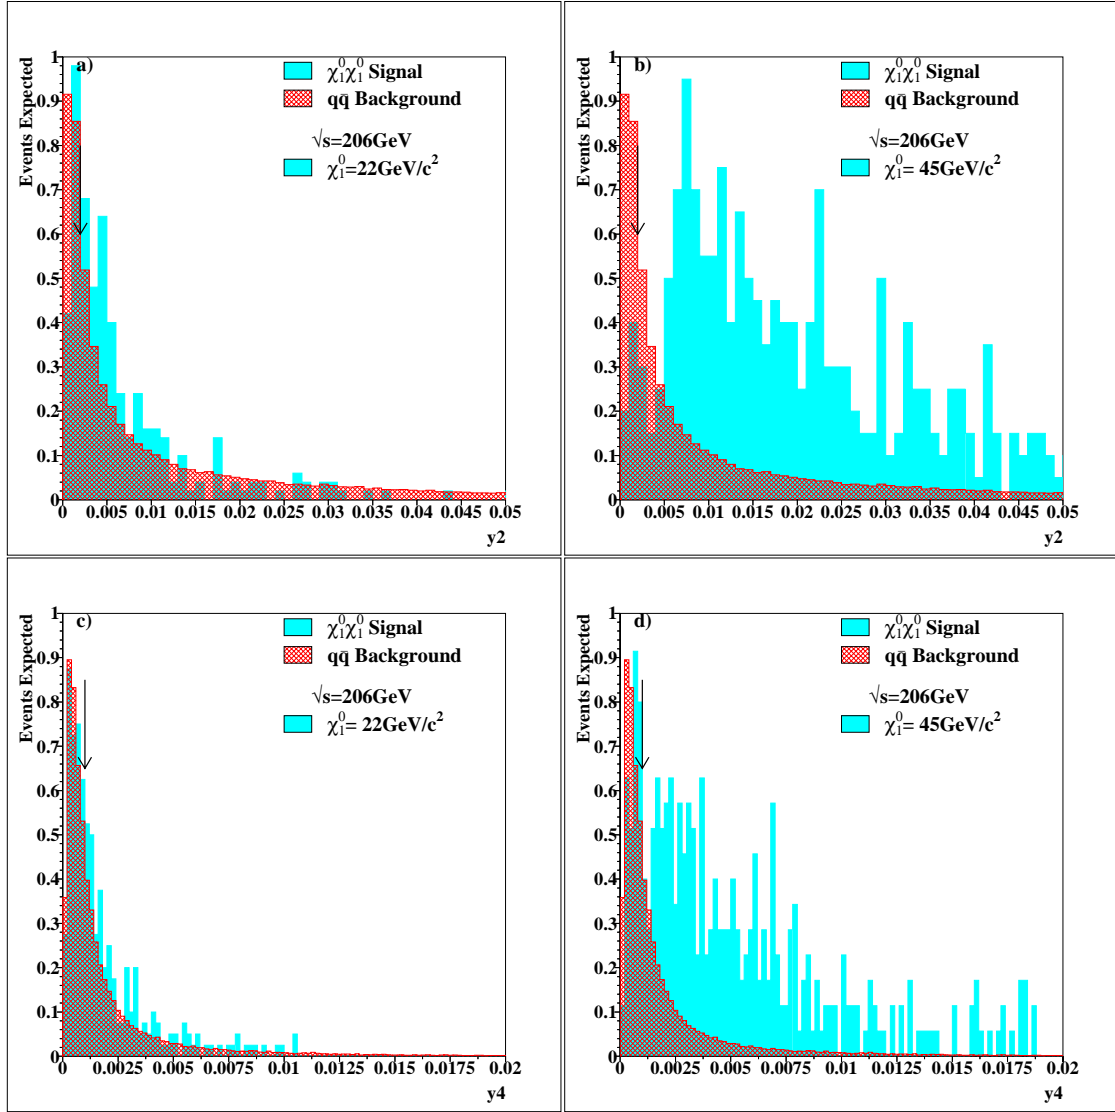 a)
χ⁰₁χ⁰₁ Signal
qq̄ Background
√s=206GeV
χ⁰₁=22GeV/c²
Events Expected
1
0.9
0.8
0.7
0.6
0.5
0.4
0.3
0.2
0.1
0
0 0.005 0.01 0.015 0.02 0.025 0.03 0.035 0.04 0.045 0.05
y2
b)
χ⁰₁χ⁰₁ Signal
qq̄ Background
√s=206GeV
χ⁰₁= 45GeV/c²
Events Expected
1
0.9
0.8
0.7
0.6
0.5
0.4
0.3
0.2
0.1
0
0 0.005 0.01 0.015 0.02 0.025 0.03 0.035 0.04 0.045 0.05
y2
c)
χ⁰₁χ⁰₁ Signal
qq̄ Background
√s=206GeV
χ⁰₁= 22GeV/c²
Events Expected
1
0.9
0.8
0.7
0.6
0.5
0.4
0.3
0.2
0.1
0
0 0.0025 0.005 0.0075 0.01 0.0125 0.015 0.0175 0.02
y4
d)
χ⁰₁χ⁰₁ Signal
qq̄ Background
√s=206GeV
χ⁰₁= 45GeV/c²
Events Expected
1
0.9
0.8
0.7
0.6
0.5
0.4
0.3
0.2
0.1
0
0 0.0025 0.005 0.0075 0.01 0.0125 0.015 0.0175 0.02
y4